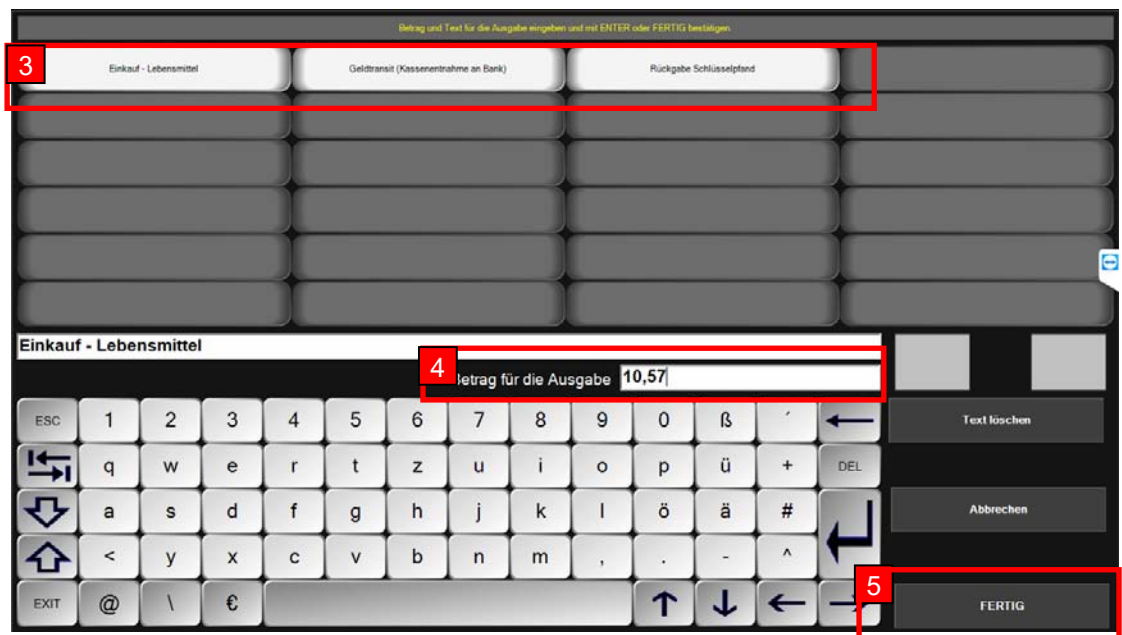 Betrag und Text für die Ausgabe eingeben und mit ENTER oder FERTIG bestätigen.
3
Einkauf - Lebensmittel
Geldtransit (Kassenentnahme an Bank)
Rückgabe Schlüsselpfand
Einkauf - Lebensmittel
4
Betrag für die Ausgabe 10,57
ESC 1 2 3 4 5 6 7 8 9 0 ß ´
Text löschen
q w e r t z u i o p ü + DEL
a s d f g h j k l ö ä #
Abbrechen
< y x c v b n m , . - ^
5
EXIT @ \ €
FERTIG